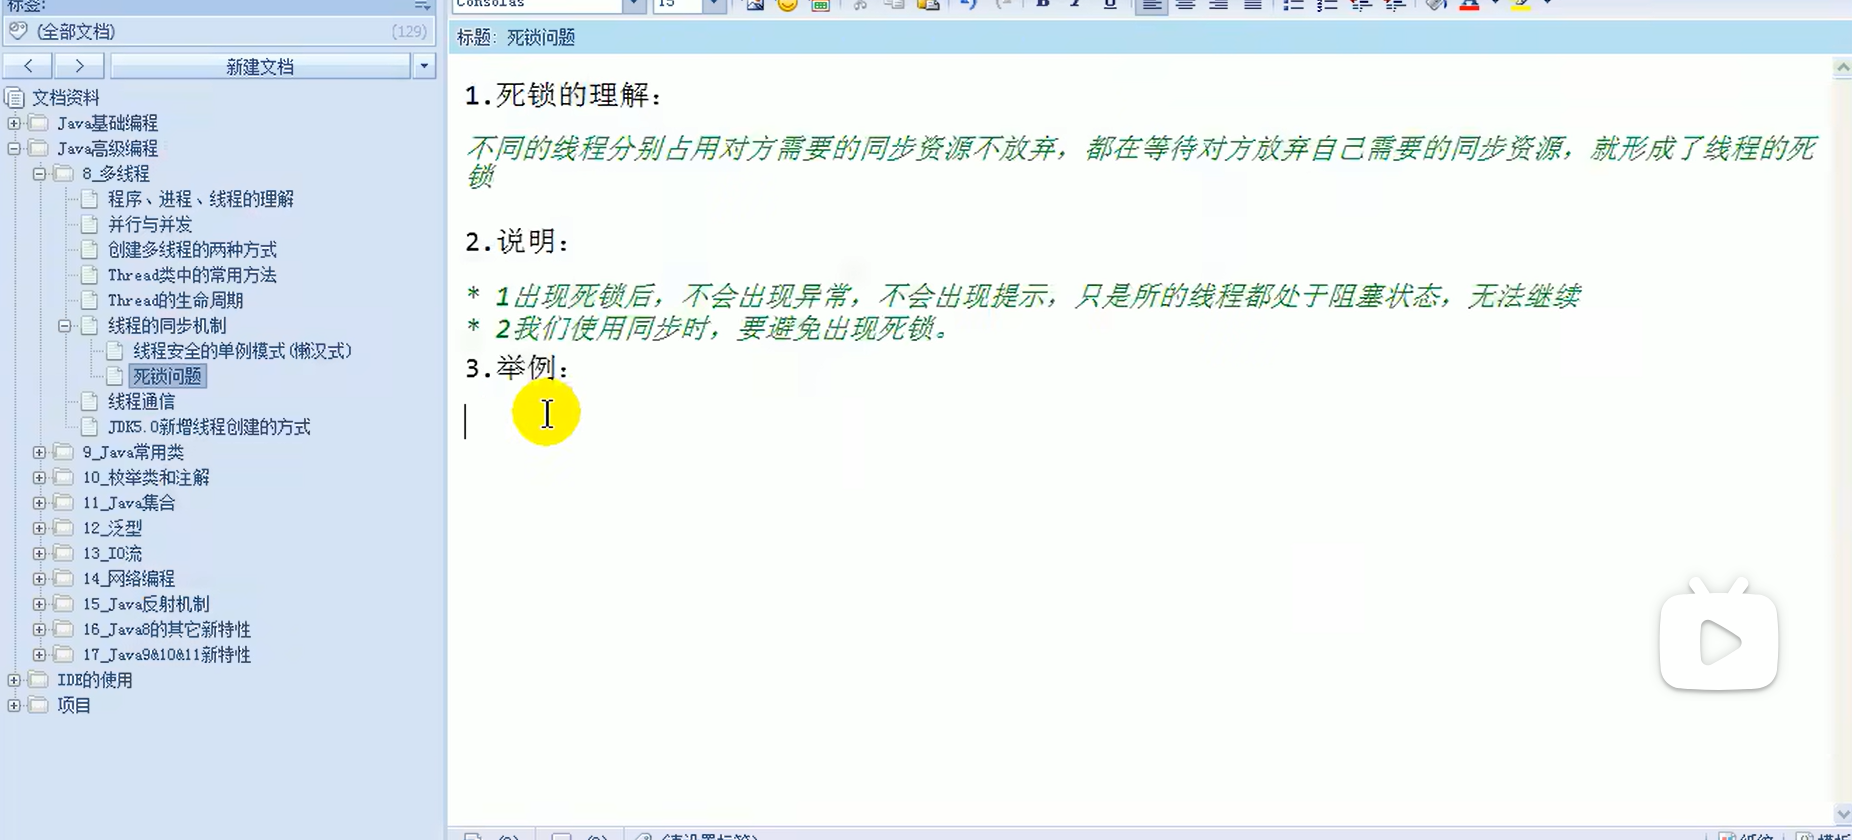 标签:
Consolas
15
(全部文档)
(129)
标题: 死锁问题
新建文档
文档资料
Java基础编程
Java高级编程
8_多线程
程序、进程、线程的理解
并行与并发
创建多线程的两种方式
Thread类中的常用方法
Thread的生命周期
线程的同步机制
线程安全的单例模式(懒汉式)
死锁问题
线程通信
JDK5.0新增线程创建的方式
9_Java常用类
10_枚举类和注解
11_Java集合
12_泛型
13_IO流
14_网络编程
15_Java反射机制
16_Java8的其它新特性
17_Java9&10&11新特性
IDE的使用
项目
1.死锁的理解:
不同的线程分别占用对方需要的同步资源不放弃，都在等待对方放弃自己需要的同步资源，就形成了线程的死
锁
2.说明:
* 1出现死锁后，不会出现异常，不会出现提示，只是所的线程都处于阻塞状态，无法继续
* 2我们使用同步时，要避免出现死锁。
3.举例: